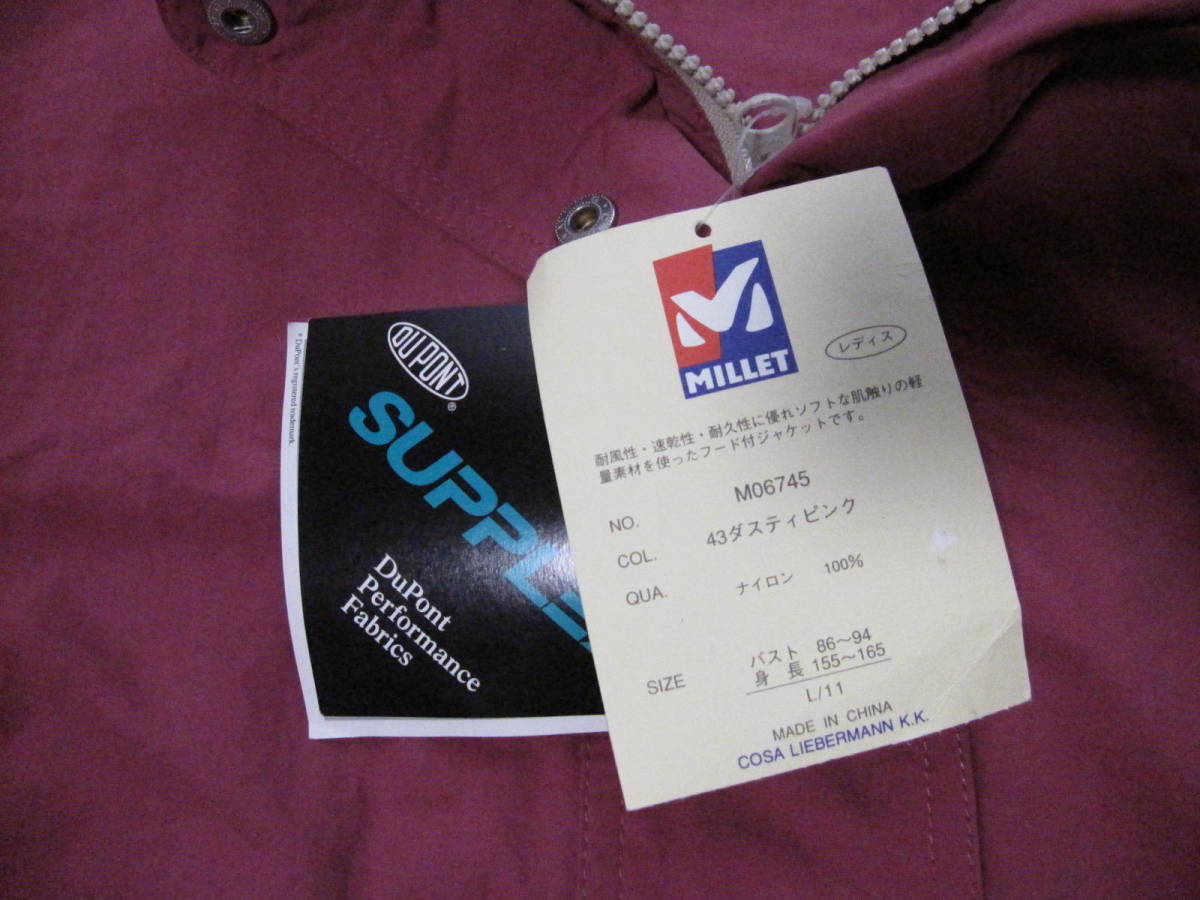 * DuPont's registered trademark.
DU PONT
®
SUPPLE
DuPont
Performance
Fabrics
M
MILLET
レディス
耐風性・速乾性・耐久性に優れソフトな肌触りの軽
量素材を使ったフード付ジャケットです。
NO. M06745
COL. 43ダスティピンク
QUA. ナイロン 100%
SIZE バスト 86〜94
身 長 155〜165
L/11
MADE IN CHINA
COSA LIEBERMANN K.K.